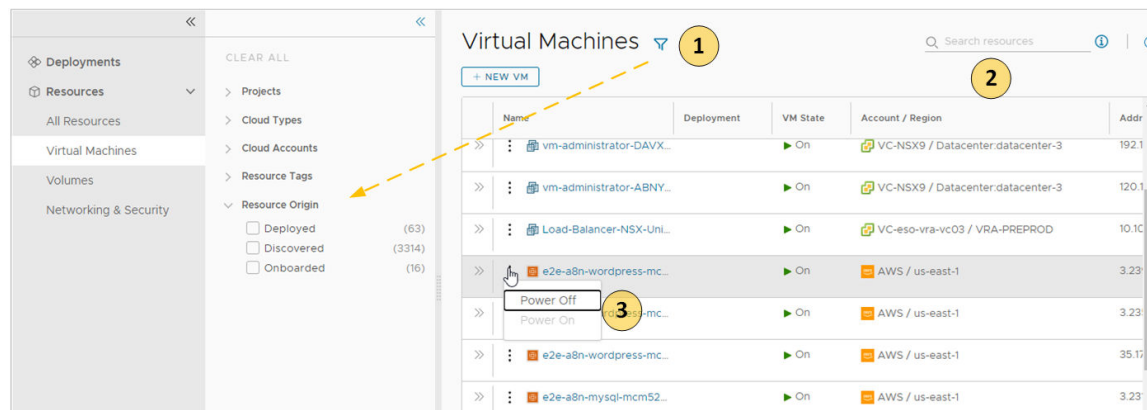 Deployments
Resources
All Resources
Virtual Machines
Volumes
Networking & Security
CLEAR ALL
Projects
Cloud Types
Cloud Accounts
Resource Tags
Resource Origin
Deployed (63)
Discovered (3314)
Onboarded (16)
Virtual Machines 1
Search resources
2
+ NEW VM
Name Deployment VM State Account / Region Addr
vm-administrator-DAVX... On VC-NSX9 / Datacenter:datacenter-3 192.1
vm-administrator-ABNY... On VC-NSX9 / Datacenter:datacenter-3 120.1
Load-Balancer-NSX-Uni... On VC-eso-vra-vc03 / VRA-PREPROD 10.10
e2e-a8n-wordpress-mc... On AWS / us-east-1 3.23
Power Off
Power On
3
On AWS / us-east-1 3.23
e2e-a8n-wordpress-mc... On AWS / us-east-1 35.17
e2e-a8n-mysql-mcm52... On AWS / us-east-1 3.23